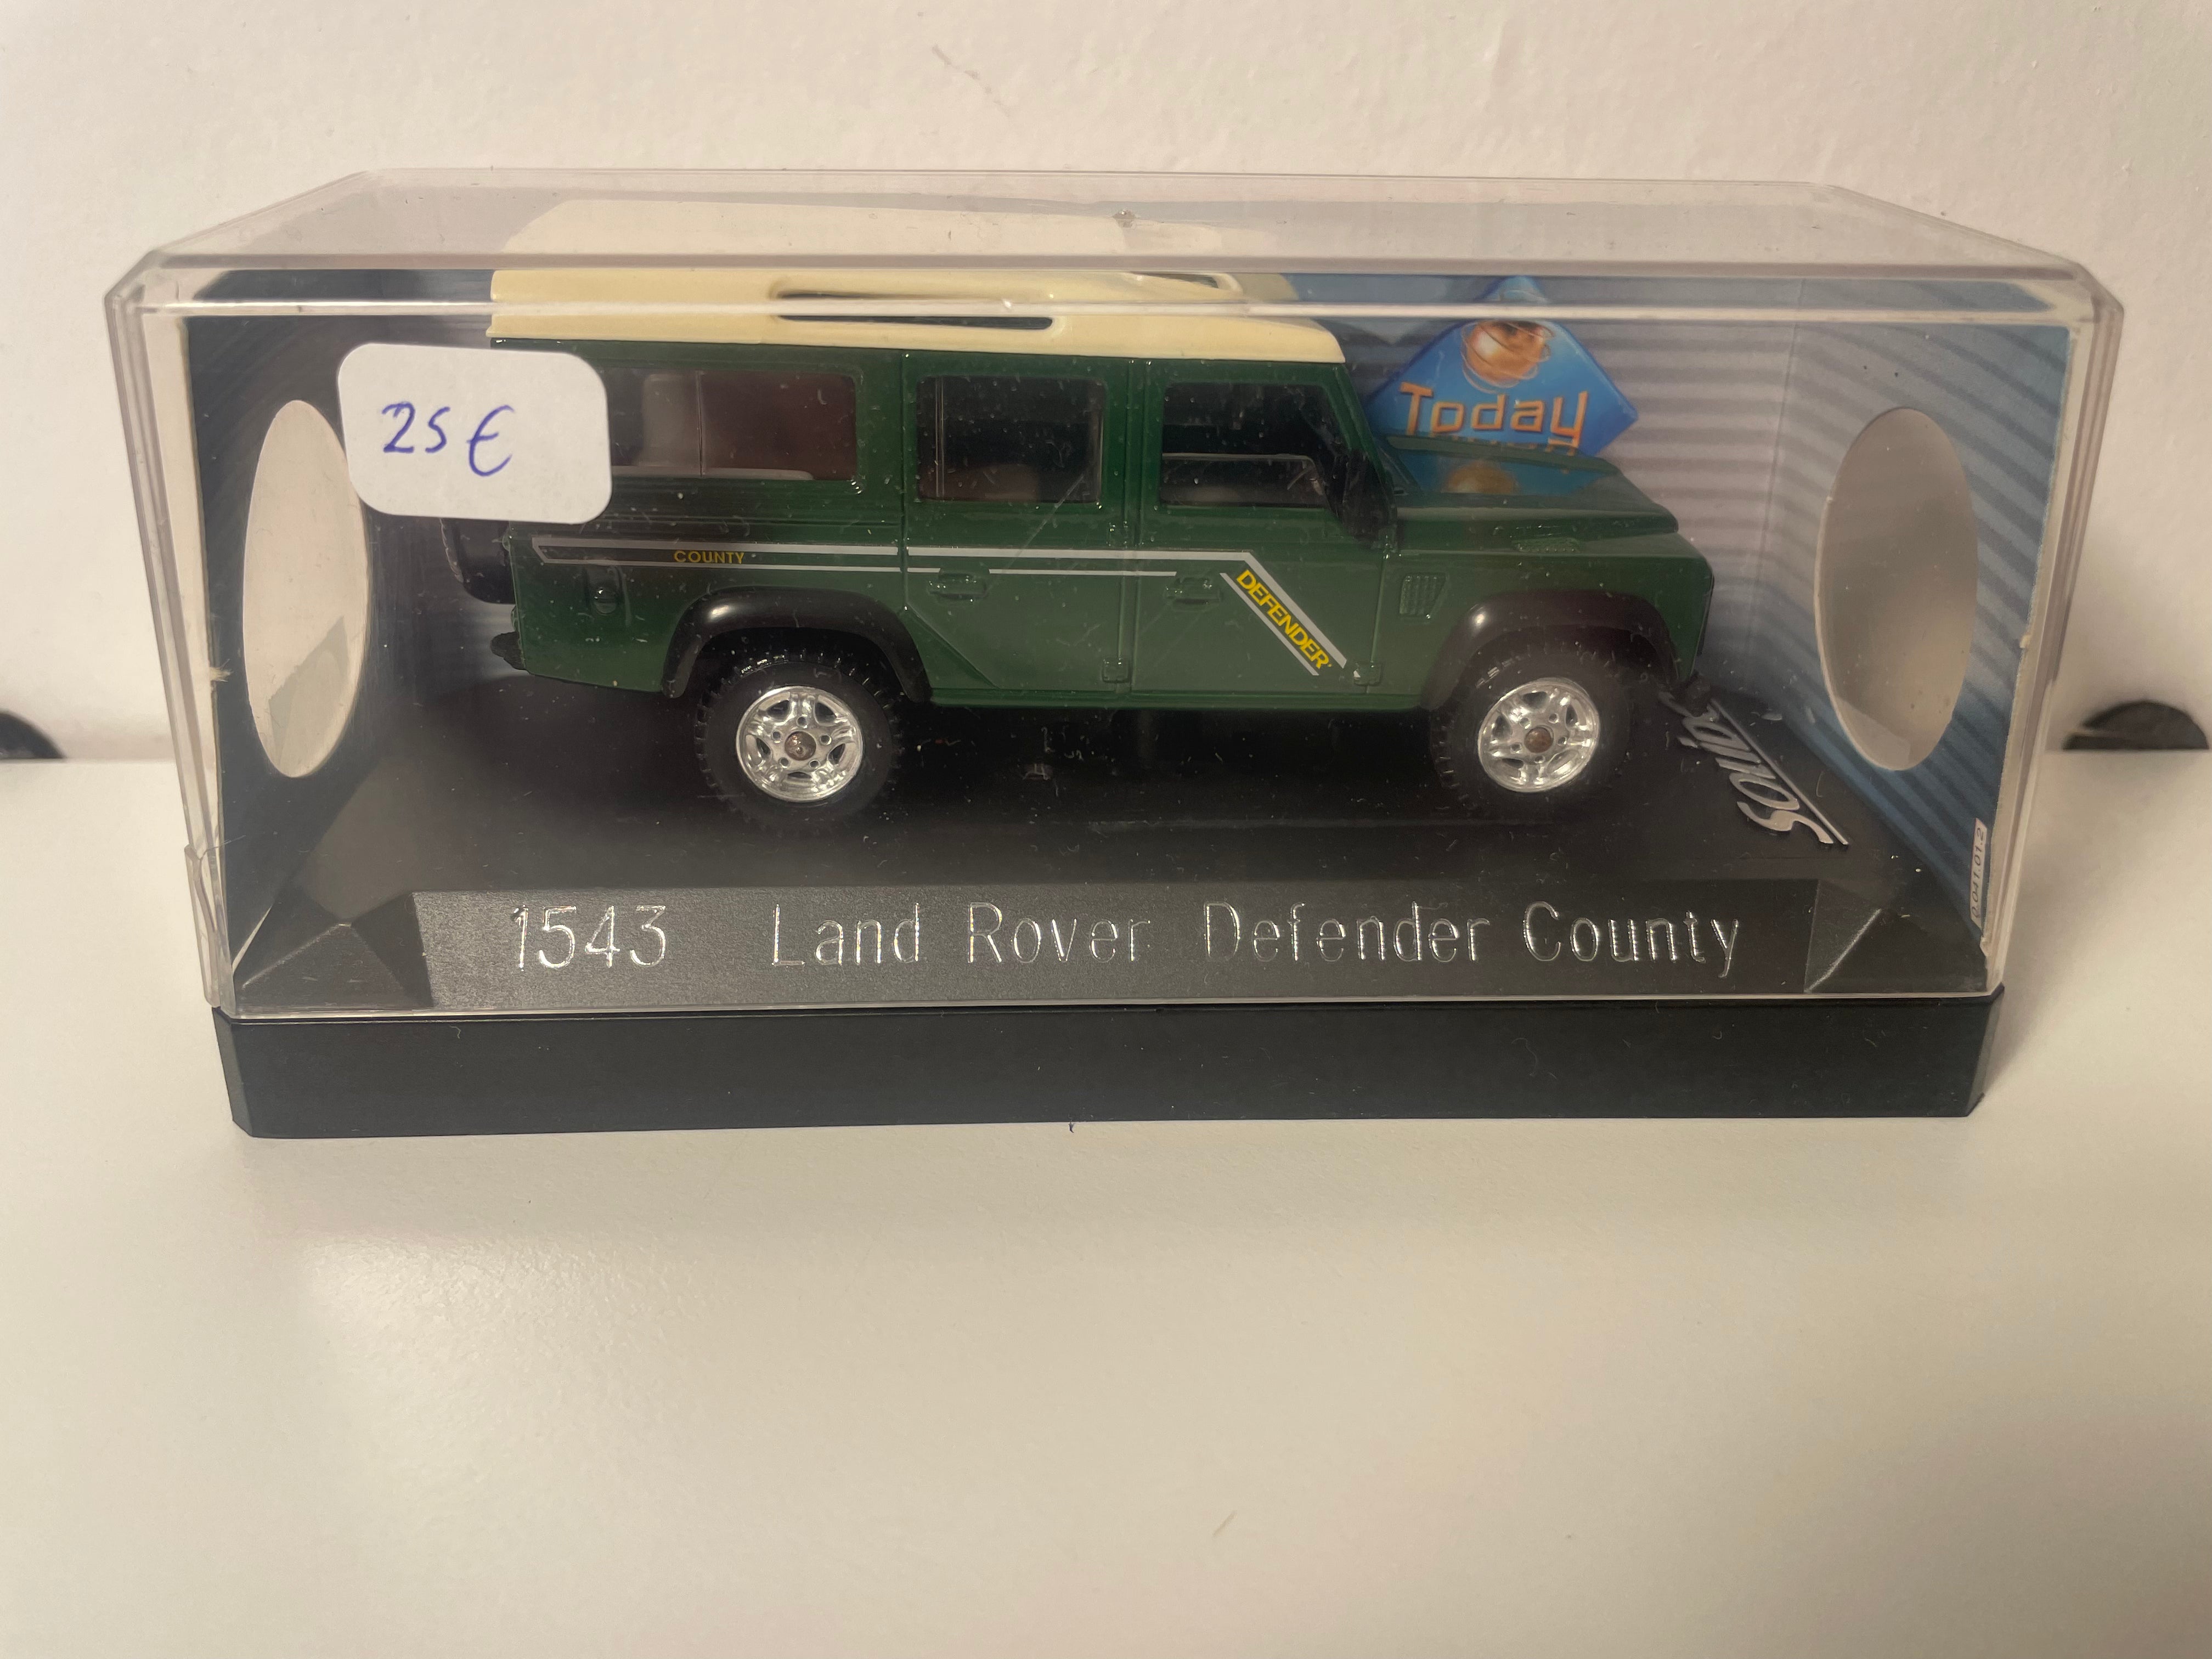 25€
Today
COUNTY
DEFENDER
Solido
1543 Land Rover Defender County